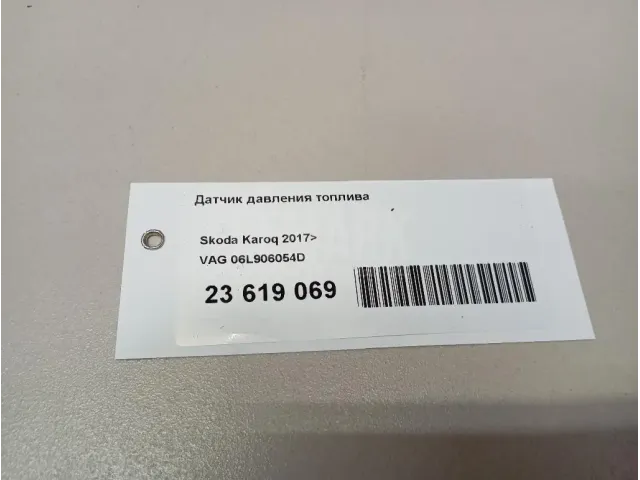 Датчик давления топлива
Skoda Karoq 2017>
VAG 06L906054D
23 619 069